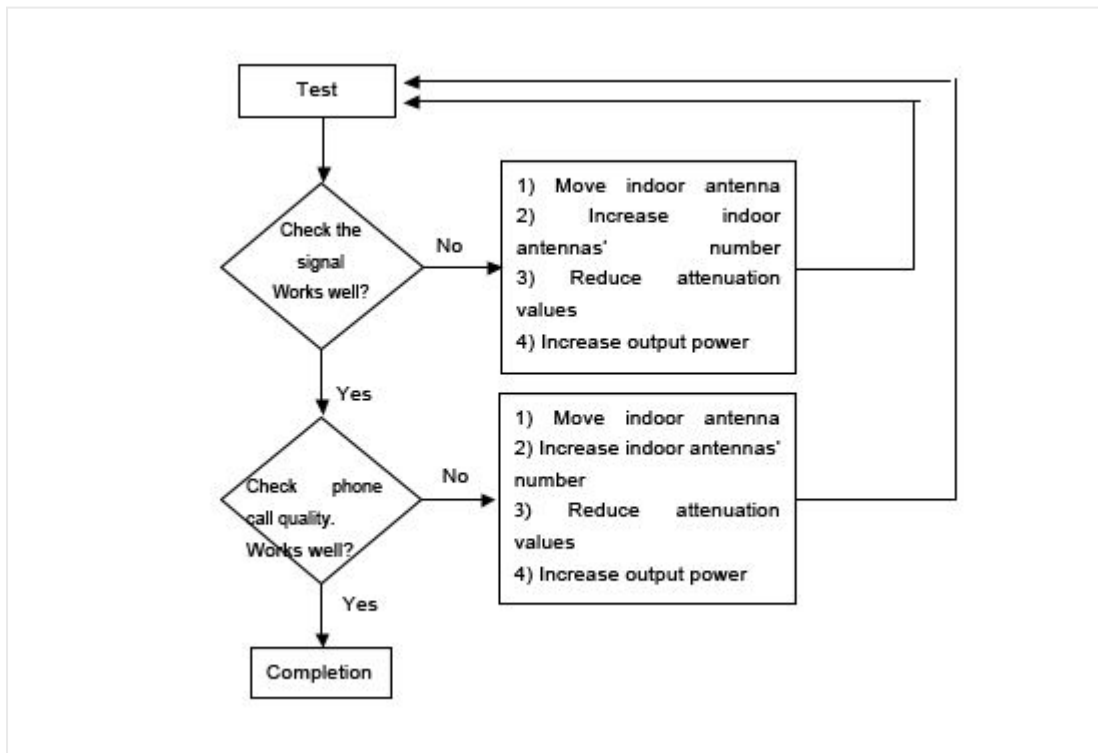 Test
Check the
signal
Works well?
No
1) Move indoor antenna
2) Increase indoor
antennas' number
3) Reduce attenuation
values
4) Increase output power
Yes
Check phone
call quality.
Works well?
No
1) Move indoor antenna
2) Increase indoor antennas'
number
3) Reduce attenuation
values
4) Increase output power
Yes
Completion